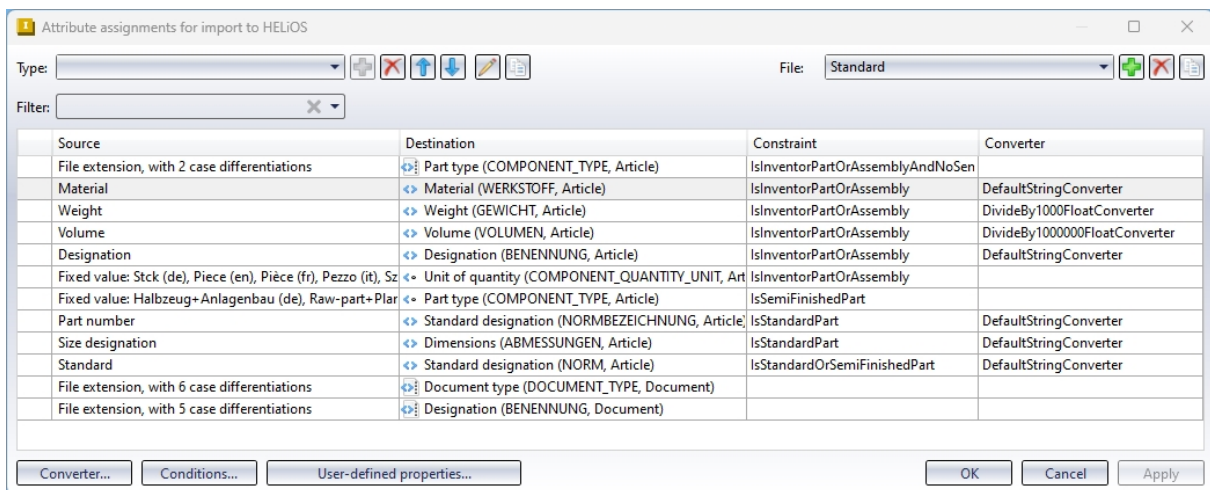 Attribute assignments for import to HELiOS
Type: File: Standard
Filter:
Source Destination Constraint Converter
File extension, with 2 case differentiations Part type (COMPONENT_TYPE, Article) IsInventorPartOrAssemblyAndNoSen
Material Material (WERKSTOFF, Article) IsInventorPartOrAssembly DefaultStringConverter
Weight Weight (GEWICHT, Article) IsInventorPartOrAssembly DivideBy1000FloatConverter
Volume Volume (VOLUMEN, Article) IsInventorPartOrAssembly DivideBy1000000FloatConverter
Designation Designation (BENENNUNG, Article) IsInventorPartOrAssembly DefaultStringConverter
Fixed value: Stck (de), Piece (en), Pièce (fr), Pezzo (it), Sz Unit of quantity (COMPONENT_QUANTITY_UNIT, Art IsInventorPartOrAssembly
Fixed value: Halbzeug+Anlagenbau (de), Raw-part+Plar Part type (COMPONENT_TYPE, Article) IsSemiFinishedPart
Part number Standard designation (NORMBEZEICHNUNG, Article) IsStandardPart DefaultStringConverter
Size designation Dimensions (ABMESSUNGEN, Article) IsStandardPart DefaultStringConverter
Standard Standard designation (NORM, Article) IsStandardOrSemiFinishedPart DefaultStringConverter
File extension, with 6 case differentiations Document type (DOCUMENT_TYPE, Document)
File extension, with 5 case differentiations Designation (BENENNUNG, Document)
Converter... Conditions... User-defined properties... OK Cancel Apply